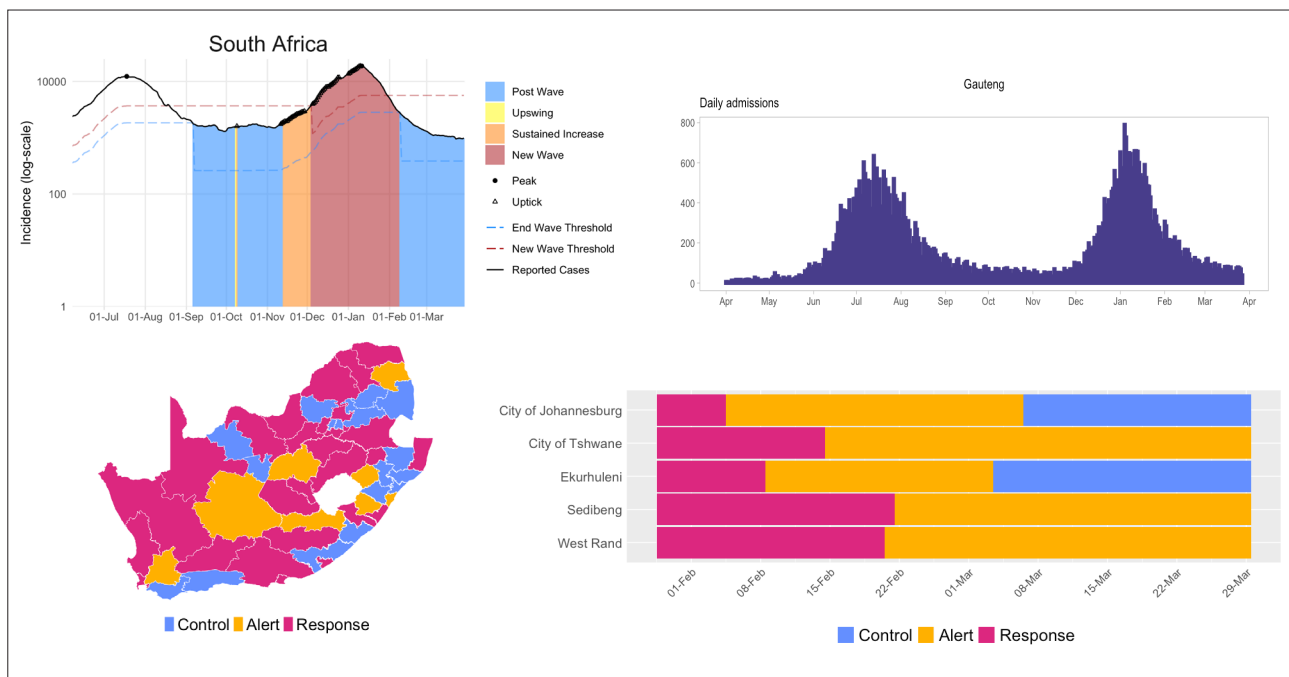 South Africa
Incidence (log-scale)
10000
100
1
01-Jul 01-Aug 01-Sep 01-Oct 01-Nov 01-Dec 01-Jan 01-Feb 01-Mar
Post Wave
Upswing
Sustained Increase
New Wave
Peak
Uptick
End Wave Threshold
New Wave Threshold
Reported Cases
Gauteng
Daily admissions
800
600
400
200
0
Apr May Jun Jul Aug Sep Oct Nov Dec Jan Feb Mar Apr
Control Alert Response
City of Johannesburg
City of Tshwane
Ekurhuleni
Sedibeng
West Rand
01-Feb 08-Feb 15-Feb 22-Feb 01-Mar 08-Mar 15-Mar 22-Mar 29-Mar
Control Alert Response